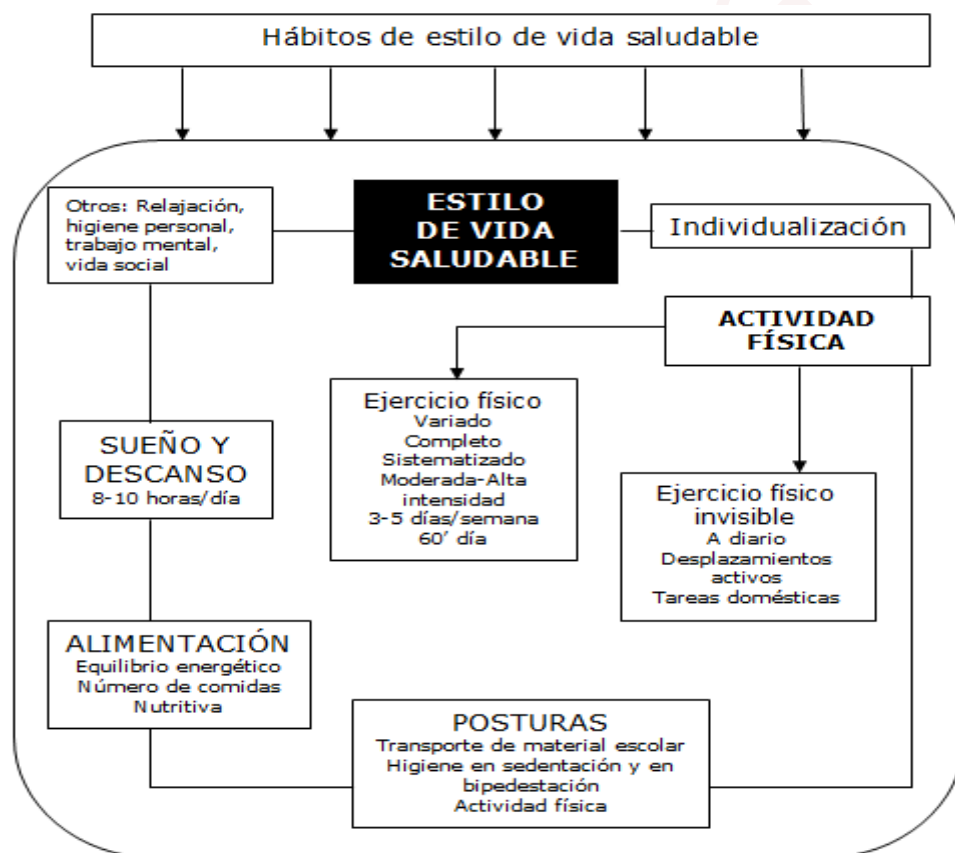 Hábitos de estilo de vida saludable
Otros: Relajación,
higiene personal,
trabajo mental,
vida social
ESTILO
DE VIDA
SALUDABLE
Individualización
ACTIVIDAD
FÍSICA
Ejercicio físico
Variado
Completo
Sistematizado
Moderada-Alta
intensidad
3-5 días/semana
60’ día
SUEÑO Y
DESCANSO
8-10 horas/día
Ejercicio físico
invisible
A diario
Desplazamientos
activos
Tareas domésticas
ALIMENTACIÓN
Equilibrio energético
Número de comidas
Nutritiva
POSTURAS
Transporte de material escolar
Higiene en sedentación y en
bipedestación
Actividad física